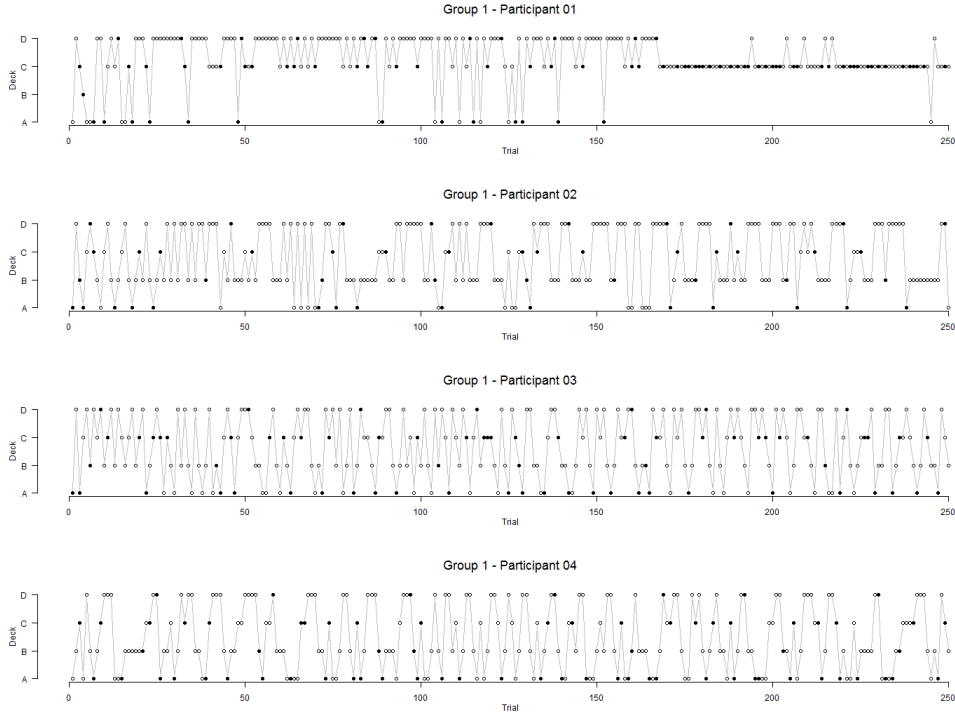 Group 1 - Participant 01
D
C
B
A
Deck
0 50 100 150 200 250
Trial
Group 1 - Participant 02
D
C
B
A
Deck
0 50 100 150 200 250
Trial
Group 1 - Participant 03
D
C
B
A
Deck
0 50 100 150 200 250
Trial
Group 1 - Participant 04
D
C
B
A
Deck
0 50 100 150 200 250
Trial